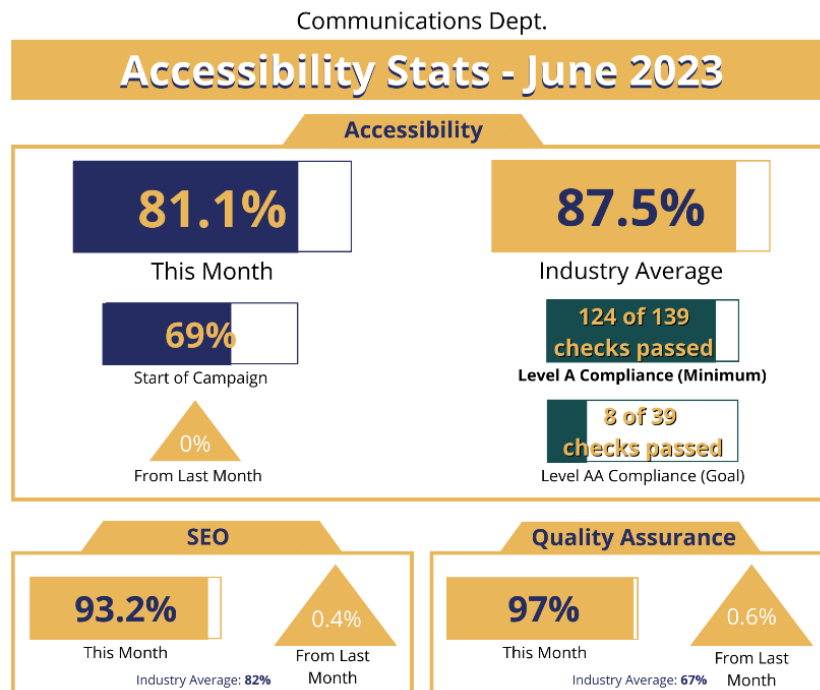 Communications Dept.
Accessibility Stats - June 2023
Accessibility
81.1%
This Month
87.5%
Industry Average
69%
Start of Campaign
124 of 139
checks passed
Level A Compliance (Minimum)
0%
From Last Month
8 of 39
checks passed
Level AA Compliance (Goal)
SEO
93.2%
This Month
0.4%
From Last
Month
Industry Average: 82%
Quality Assurance
97%
This Month
0.6%
From Last
Month
Industry Average: 67%